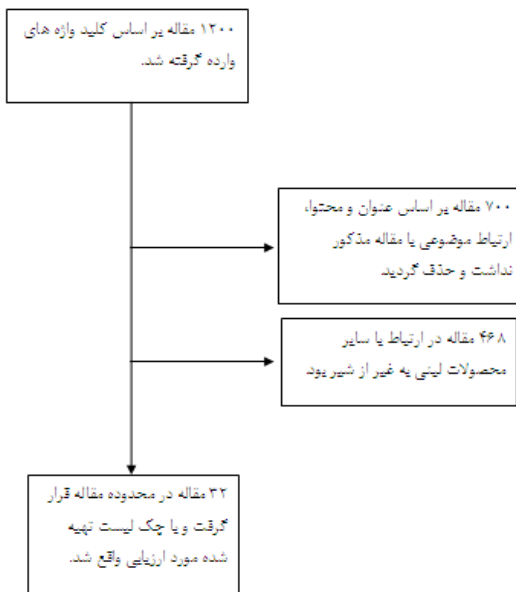 ۱۲۰۰ مقاله بر اساس کلید واژه های
وارده گرفته شد.
۷۰۰ مقاله بر اساس عنوان و محتوا،
ارتباط موضوعی با مقاله مذکور
نداشت و حذف گردید.
۴۶۸ مقاله در ارتباط با سایر
محصولات لبنی به غیر از شیر بود.
۳۲ مقاله در محدوده مقاله قرار
گرفت و با چک لیست تهیه
شده مورد ارزیابی واقع شد.